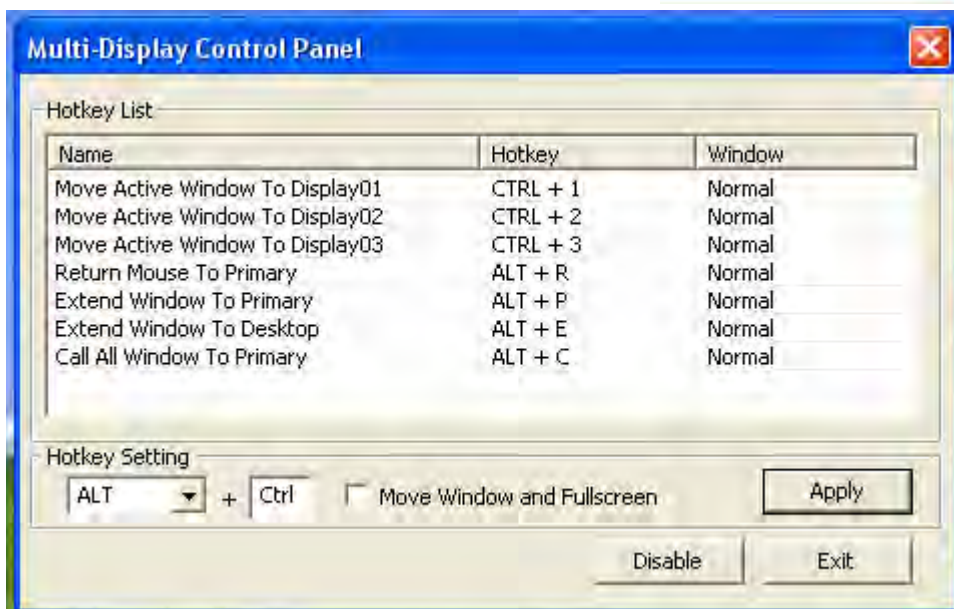 Multi-Display Control Panel
Hotkey List
Name Hotkey Window
Move Active Window To Display01 CTRL + 1 Normal
Move Active Window To Display02 CTRL + 2 Normal
Move Active Window To Display03 CTRL + 3 Normal
Return Mouse To Primary ALT + R Normal
Extend Window To Primary ALT + P Normal
Extend Window To Desktop ALT + E Normal
Call All Window To Primary ALT + C Normal
Hotkey Setting
ALT + Ctrl Move Window and Fullscreen Apply
Disable Exit